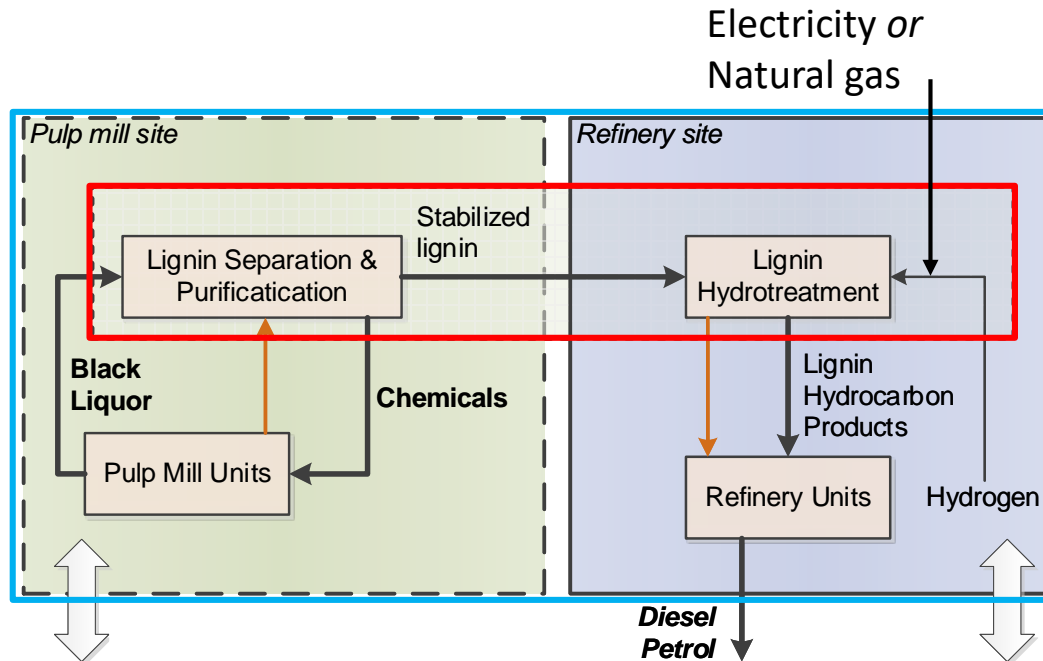 Electricity or
Natural gas
Pulp mill site
Refinery site
Stabilized
lignin
Lignin Separation &
Purificatication
Lignin
Hydrotreatment
Black
Liquor
Chemicals
Lignin
Hydrocarbon
Products
Pulp Mill Units
Refinery Units
Hydrogen
Diesel
Petrol